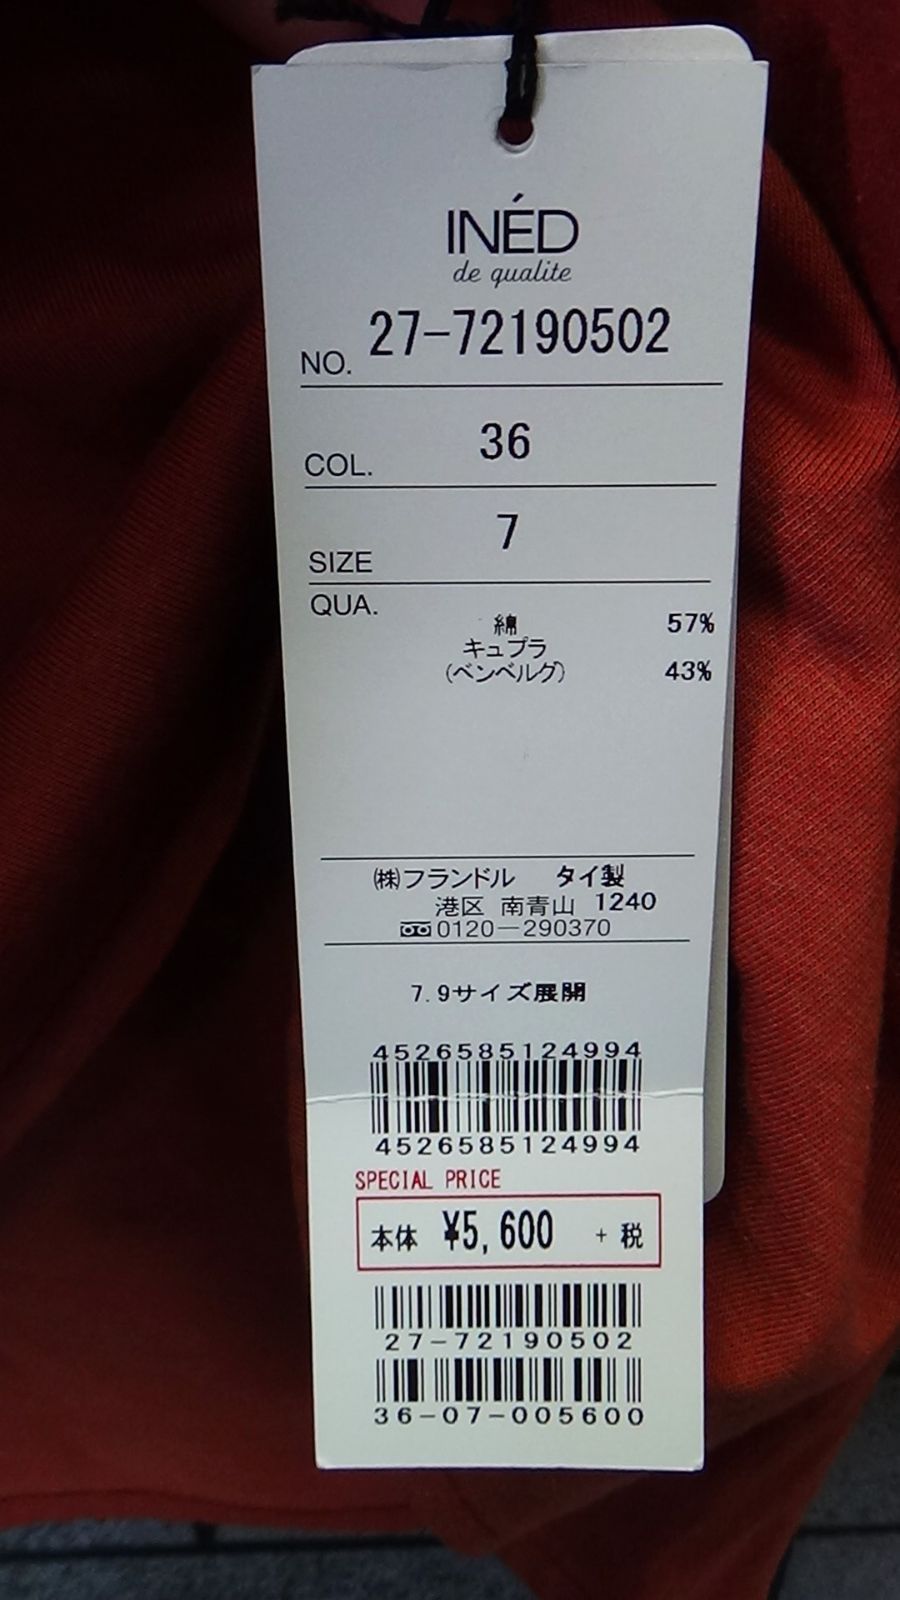 INÉD
de qualite
NO. 27-72190502
COL. 36
SIZE 7
QUA.
綿 57%
キュプラ
(ベンベルグ) 43%
㈱フランドル タイ製
港区 南青山 1240
0120-290370
7.9サイズ展開
4526585124994
4526585124994
SPECIAL PRICE
本体 ¥5,600 + 税
27-72190502
36-07-005600